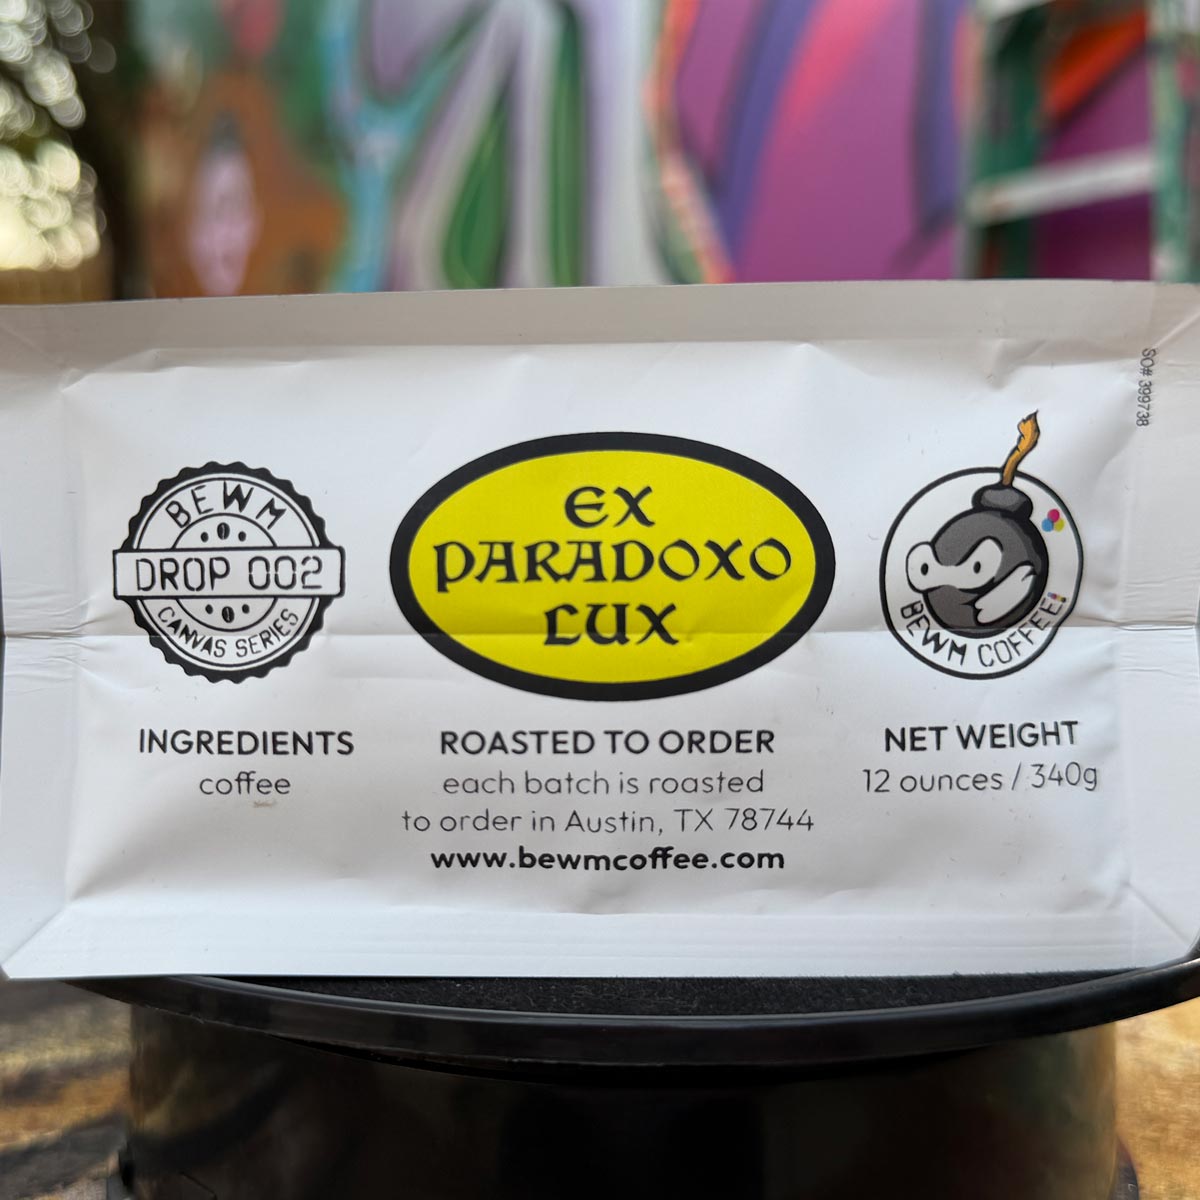 BEWM
DROP 002
CANVAS SERIES
EX
PARADOXO
LUX
BEWM COFFEE!
SO# 399738
INGREDIENTS
coffee
ROASTED TO ORDER
each batch is roasted
to order in Austin, TX 78744
www.bewmcoffee.com
NET WEIGHT
12 ounces / 340g